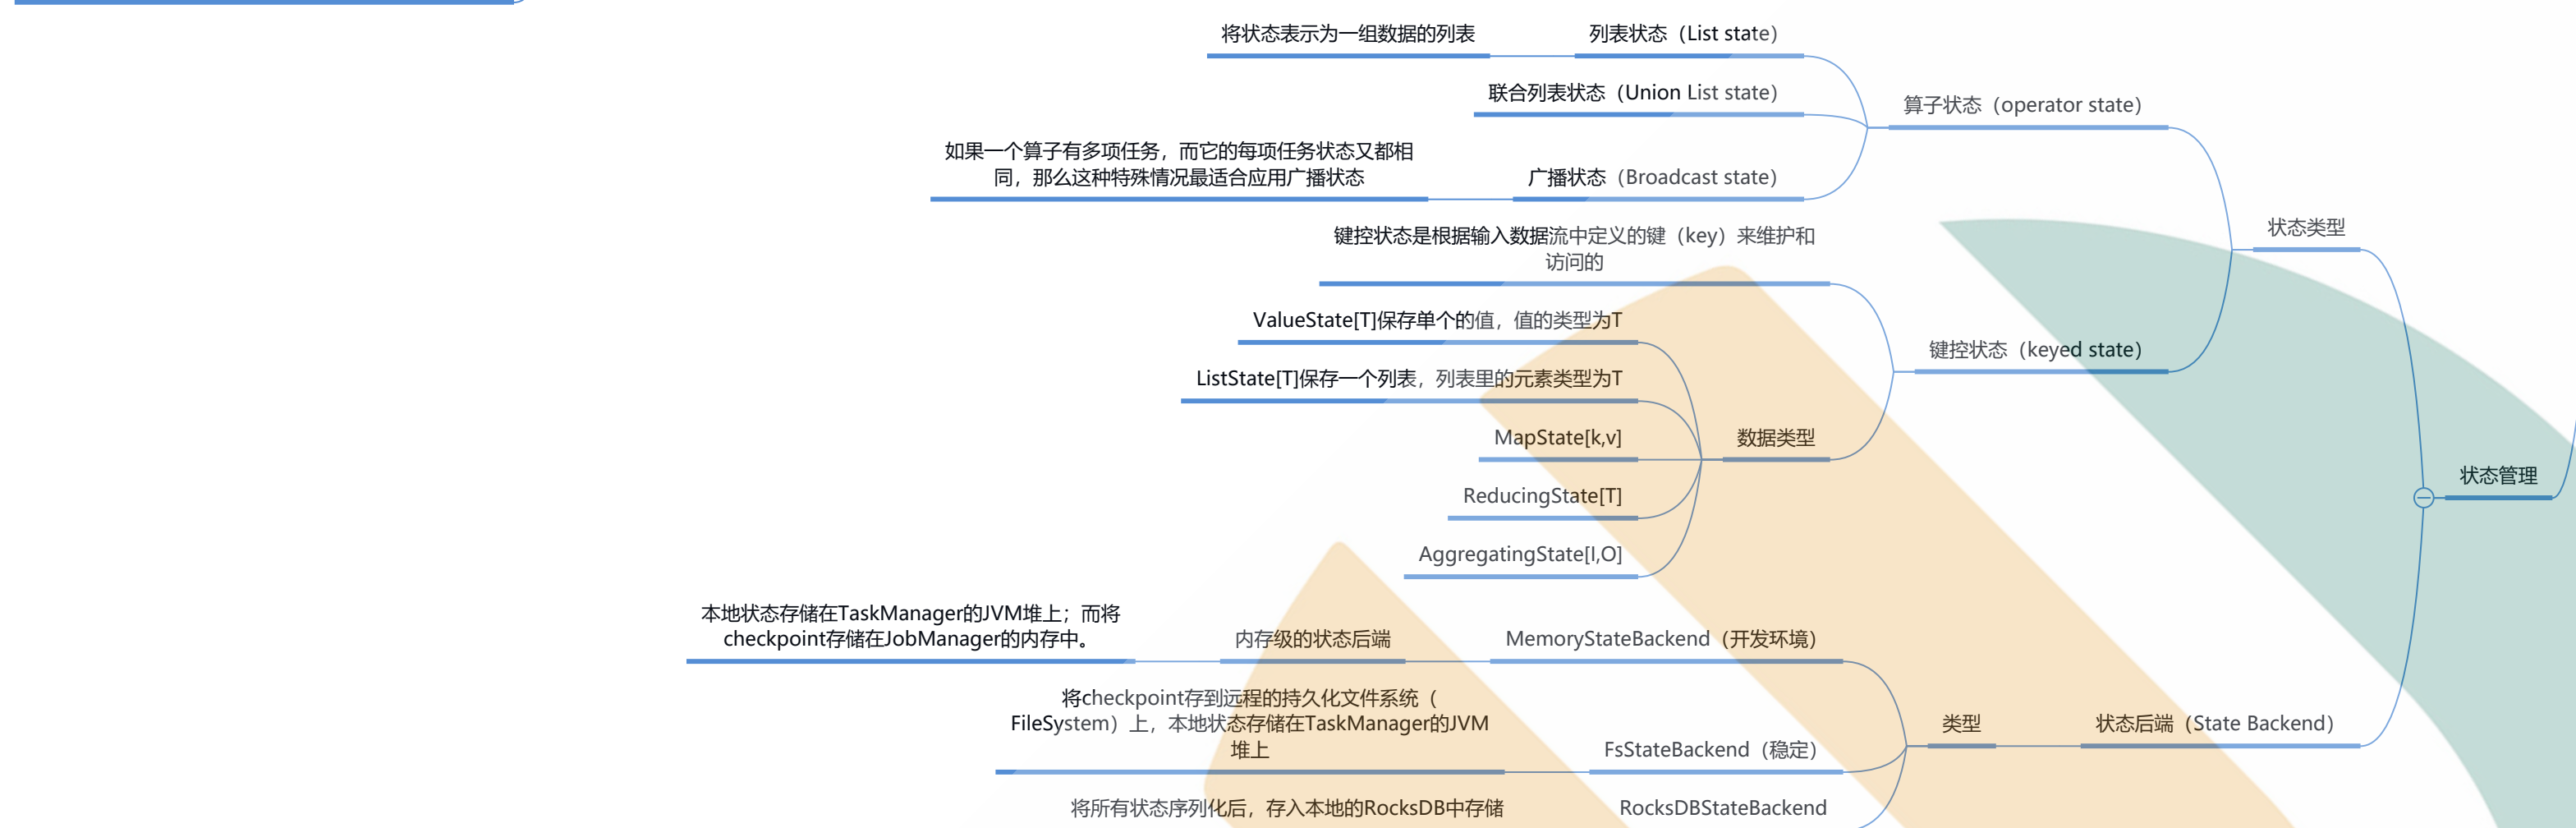 将状态表示为一组数据的列表
列表状态（List state）
联合列表状态（Union List state）
算子状态（operator state）
如果一个算子有多项任务，而它的每项任务状态又都相
同，那么这种特殊情况最适合应用广播状态
广播状态（Broadcast state）
键控状态是根据输入数据流中定义的键（key）来维护和
访问的
状态类型
ValueState[T]保存单个的值，值的类型为T
键控状态（keyed state）
ListState[T]保存一个列表，列表里的元素类型为T
MapState[k,v]
数据类型
状态管理
ReducingState[T]
AggregatingState[I,O]
本地状态存储在TaskManager的JVM堆上；而将
checkpoint存储在JobManager的内存中。
内存级的状态后端
MemoryStateBackend（开发环境）
将checkpoint存到远程的持久化文件系统（
FileSystem）上，本地状态存储在TaskManager的JVM
堆上
FsStateBackend（稳定）
类型
状态后端（State Backend）
将所有状态序列化后，存入本地的RocksDB中存储
RocksDBStateBackend